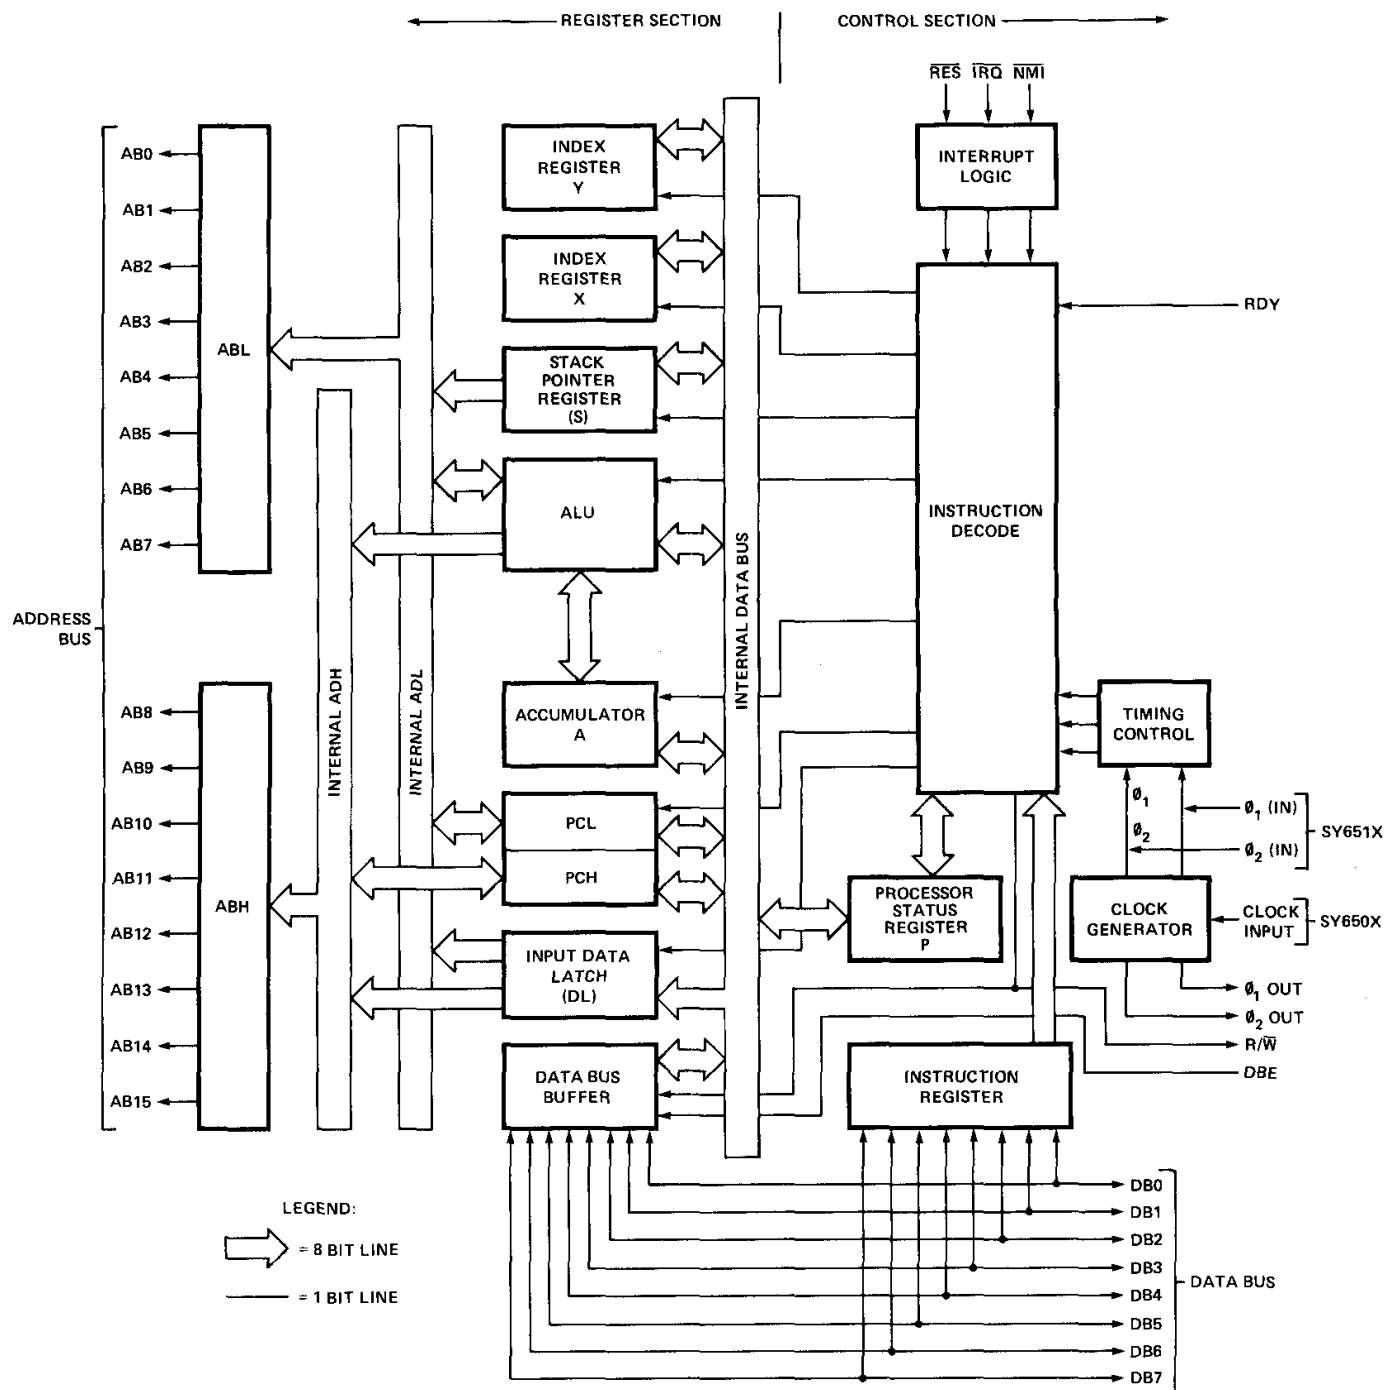 REGISTER SECTION
CONTROL SECTION
RES IRQ NMI
AB0
AB1
AB2
AB3
AB4
AB5
AB6
AB7
ADDRESS
BUS
AB8
AB9
AB10
AB11
AB12
AB13
AB14
AB15
ABL
ABH
INTERNAL ADH
INTERNAL ADL
INDEX
REGISTER
Y
INDEX
REGISTER
X
STACK
POINTER
REGISTER
(S)
ALU
ACCUMULATOR
A
PCL
PCH
INPUT DATA
LATCH
(DL)
DATA BUS
BUFFER
INTERNAL DATA BUS
INTERRUPT
LOGIC
INSTRUCTION
DECODE
RDY
TIMING
CONTROL
Ø1
Ø2
Ø1 (IN)
Ø2 (IN)
SY651X
PROCESSOR
STATUS
REGISTER
P
CLOCK
GENERATOR
CLOCK
INPUT
SY650X
Ø1 OUT
Ø2 OUT
R/W̅
DBE
INSTRUCTION
REGISTER
DB0
DB1
DB2
DB3
DB4
DB5
DB6
DB7
DATA BUS
LEGEND:
= 8 BIT LINE
= 1 BIT LINE